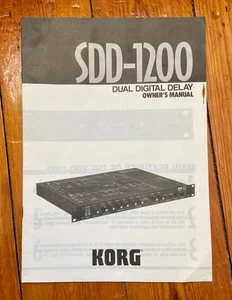 SDD-1200
DUAL DIGITAL DELAY
OWNER'S MANUAL
KORG